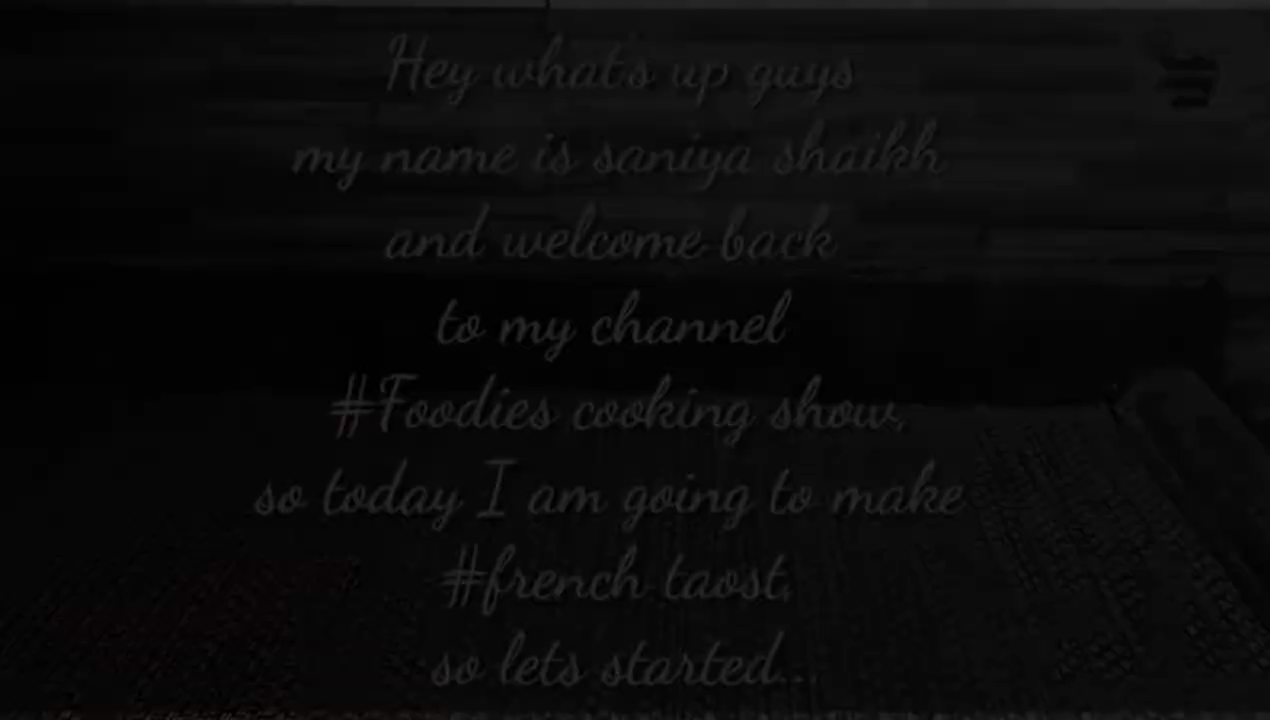 Hey what's up guys
my name is saniya shaikh
and welcome back
to my channel
#Foodies cooking show,
so today I am going to make
#french taost,
so lets started...